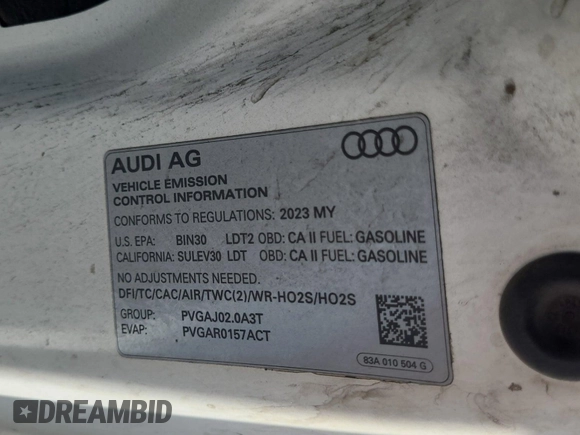 AUDI AG
VEHICLE EMISSION
CONTROL INFORMATION
CONFORMS TO REGULATIONS: 2023 MY
U.S. EPA: BIN30 LDT2 OBD: CA II FUEL: GASOLINE
CALIFORNIA: SULEV30 LDT OBD: CA II FUEL: GASOLINE
NO ADJUSTMENTS NEEDED.
DFI/TC/CAC/AIR/TWC(2)/WR-HO2S/HO2S
GROUP: PVGAJ02.0A3T
EVAP: PVGAR0157ACT
83A 010 504 G
DREAMBID